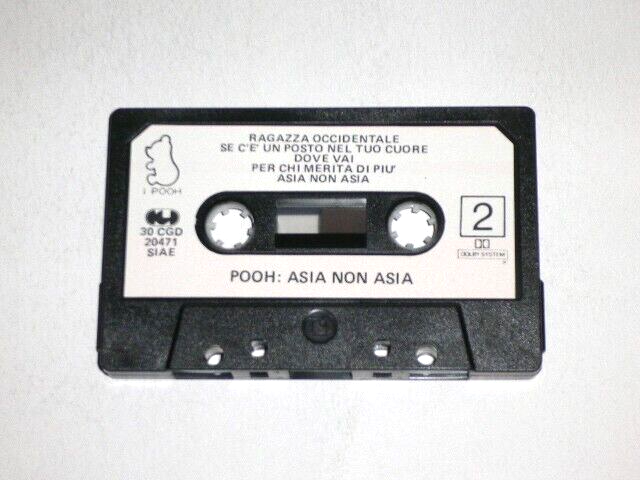 RAGAZZA OCCIDENTALE
SE C'E' UN POSTO NEL TUO CUORE
DOVE VAI
PER CHI MERITA DI PIU'
ASIA NON ASIA
I POOH
30 CGD
20471
SIAE
2
DOLBY SYSTEM
POOH: ASIA NON ASIA